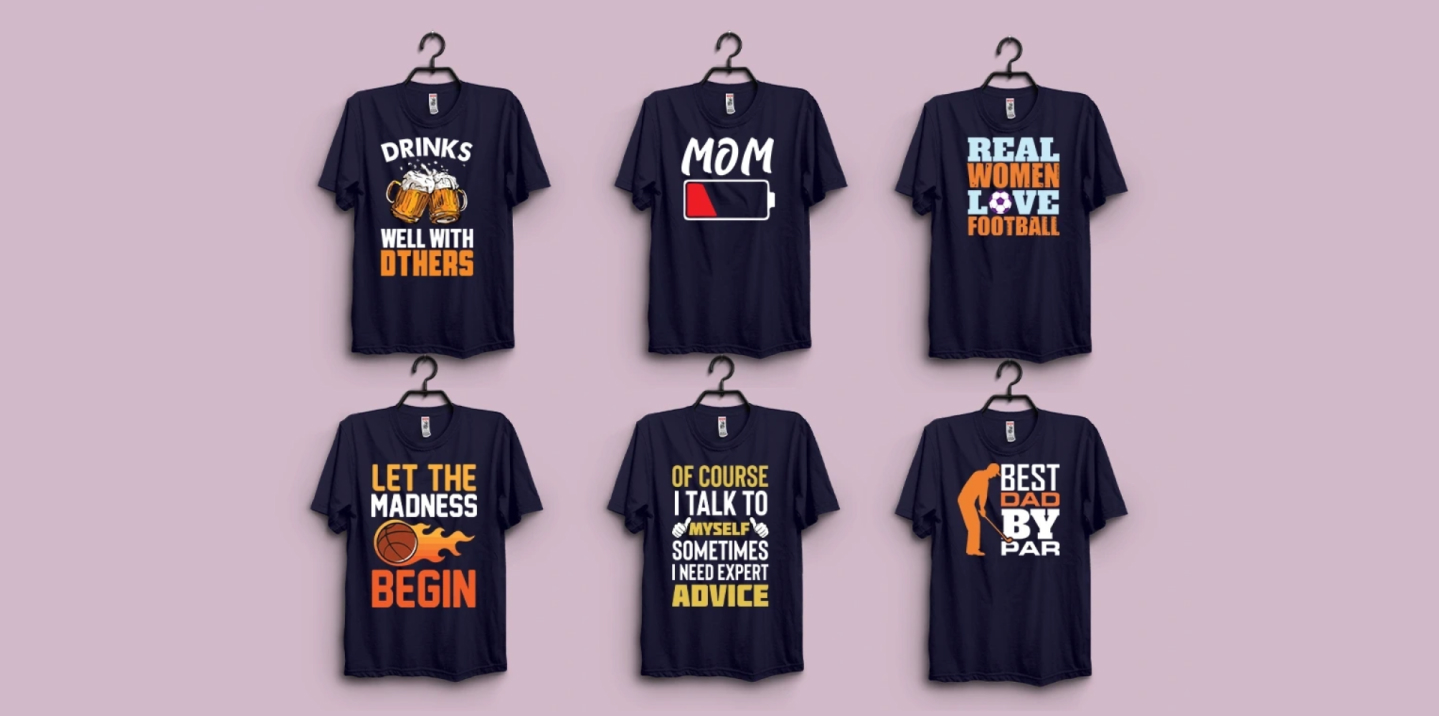 DRINKS
WELL WITH
OTHERS
MOM
REAL
WOMEN
LOVE
FOOTBALL
LET THE
MADNESS
BEGIN
OF COURSE
I TALK TO
MYSELF
SOMETIMES
I NEED EXPERT
ADVICE
BEST
DAD
BY
PAR